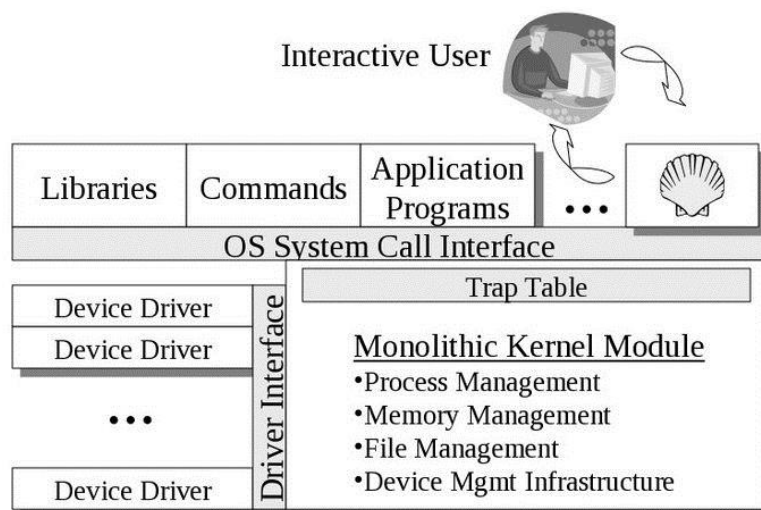 Interactive User
Libraries
Commands
Application
Programs
...
OS System Call Interface
Trap Table
Device Driver
Device Driver
...
Device Driver
Driver Interface
Monolithic Kernel Module
•Process Management
•Memory Management
•File Management
•Device Mgmt Infrastructure